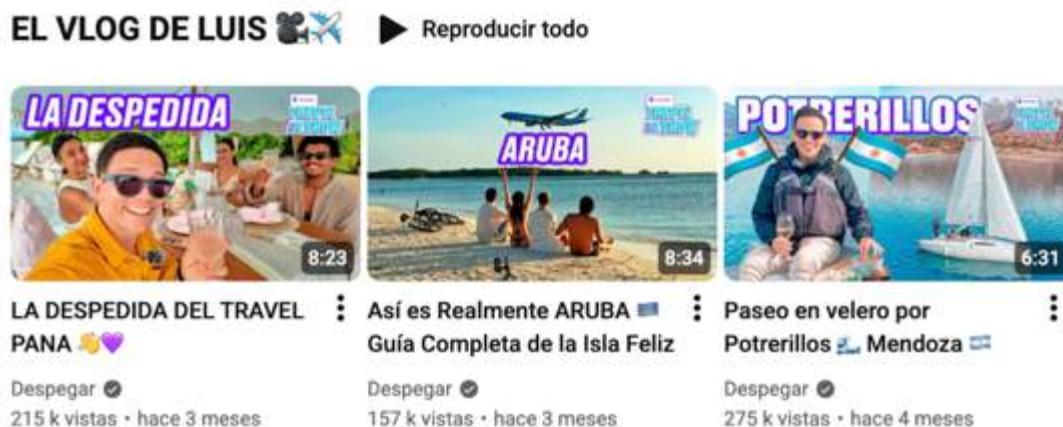 EL VLOG DE LUIS 🎥✈️
Reproducir todo
LA DESPEDIDA
8:23
ARUBA
8:34
POTRERILLOS
6:31
LA DESPEDIDA DEL TRAVEL
PANA 👋💜
Así es Realmente ARUBA 🇦🇼
Guía Completa de la Isla Feliz
Paseo en velero por
Potrerillos 🌊 Mendoza 🇦🇷
Despegar
215 k vistas • hace 3 meses
Despegar
157 k vistas • hace 3 meses
Despegar
275 k vistas • hace 4 meses